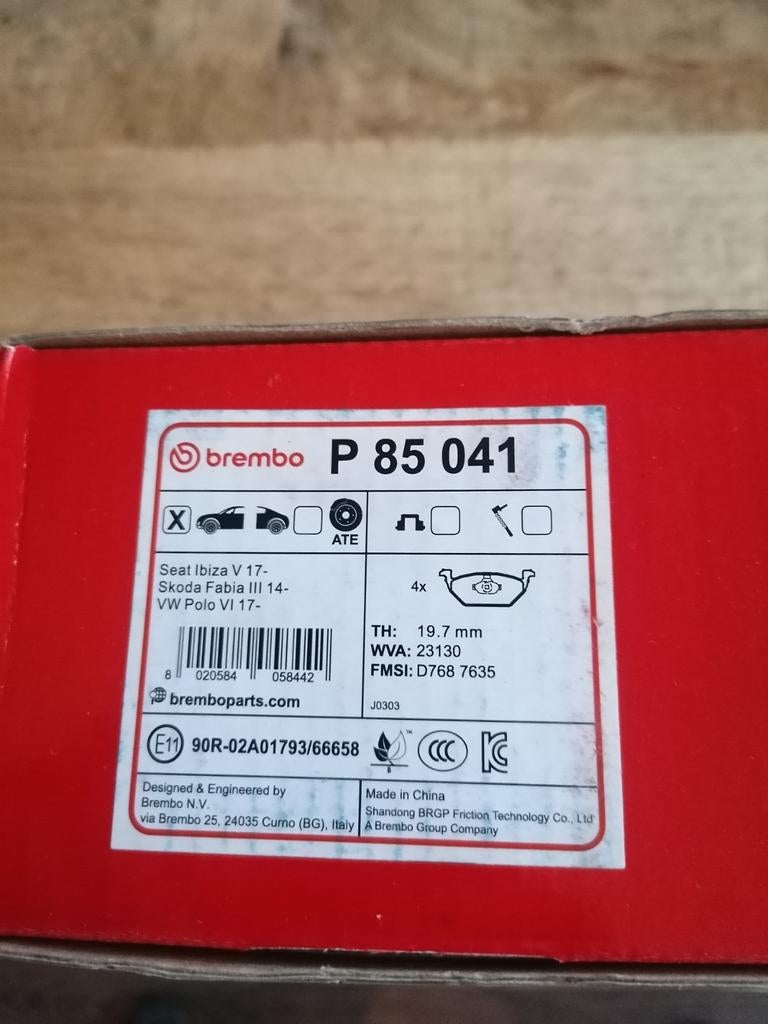 brembo P 85 041
X
ATE
Seat Ibiza V 17-
Skoda Fabia III 14-
VW Polo VI 17-
8 020584 058442
bremboparts.com
4x
TH: 19.7 mm
WVA: 23130
FMSI: D768 7635
J0303
E11 90R-02A01793/66658
TM
CCC
KC
Designed & Engineered by
Brembo N.V.
via Brembo 25, 24035 Curno (BG), Italy
Made in China
Shandong BRGP Friction Technology Co., Ltd
A Brembo Group Company